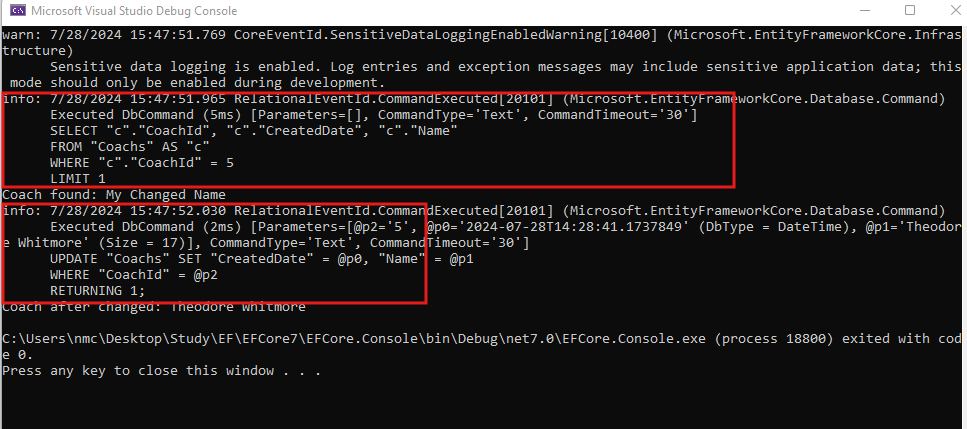 Microsoft Visual Studio Debug Console
warn: 7/28/2024 15:47:51.769 CoreEventId.SensitiveDataLoggingEnabledWarning[10400] (Microsoft.EntityFrameworkCore.Infras
tructure)
Sensitive data logging is enabled. Log entries and exception messages may include sensitive application data; this
mode should only be enabled during development.
info: 7/28/2024 15:47:51.965 RelationalEventId.CommandExecuted[20101] (Microsoft.EntityFrameworkCore.Database.Command)
Executed DbCommand (5ms) [Parameters=[], CommandType='Text', CommandTimeout='30']
SELECT "c"."CoachId", "c"."CreatedDate", "c"."Name"
FROM "Coachs" AS "c"
WHERE "c"."CoachId" = 5
LIMIT 1
Coach found: My Changed Name
info: 7/28/2024 15:47:52.030 RelationalEventId.CommandExecuted[20101] (Microsoft.EntityFrameworkCore.Database.Command)
Executed DbCommand (2ms) [Parameters=[@p2='5', @p0='2024-07-28T14:28:41.1737849' (DbType = DateTime), @p1='Theodor
e Whitmore' (Size = 17)], CommandType='Text', CommandTimeout='30']
UPDATE "Coachs" SET "CreatedDate" = @p0, "Name" = @p1
WHERE "CoachId" = @p2
RETURNING 1;
Coach after changed: Theodore Whitmore
C:\Users\nmc\Desktop\Study\EF\EFCore7\EFCore.Console\bin\Debug\net7.0\EFCore.Console.exe (process 18800) exited with cod
e 0.
Press any key to close this window . . .